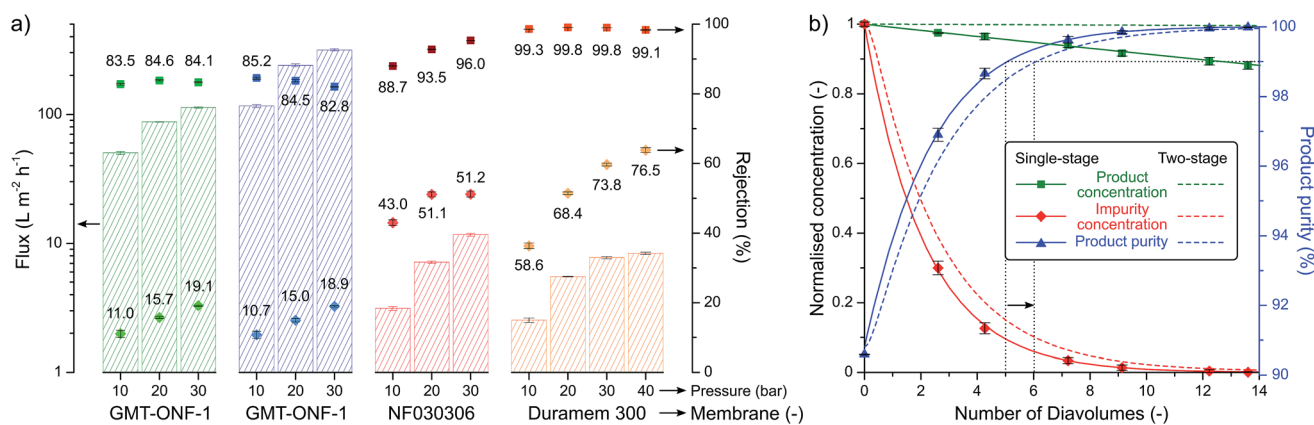 a)
Flux (L m⁻² h⁻¹)
100
10
1
83.5 84.6 84.1
11.0 15.7 19.1
85.2 84.5 82.8
10.7 15.0 18.9
88.7 93.5 96.0
43.0 51.1 51.2
99.3 99.8 99.8 99.1
58.6 68.4 73.8 76.5
100
80
60
40
20
0
Rejection (%)
10 20 30 10 20 30 10 20 30 10 20 30 40 Pressure (bar)
GMT-ONF-1 GMT-ONF-1 NF030306 Duramem 300 Membrane (-)
b)
Normalised concentration (-)
1
0.8
0.6
0.4
0.2
0
Single-stage Two-stage
Product concentration
Impurity concentration
Product purity
100
98
96
94
92
90
Product purity (%)
0 2 4 6 8 10 12 14
Number of Diavolumes (-)